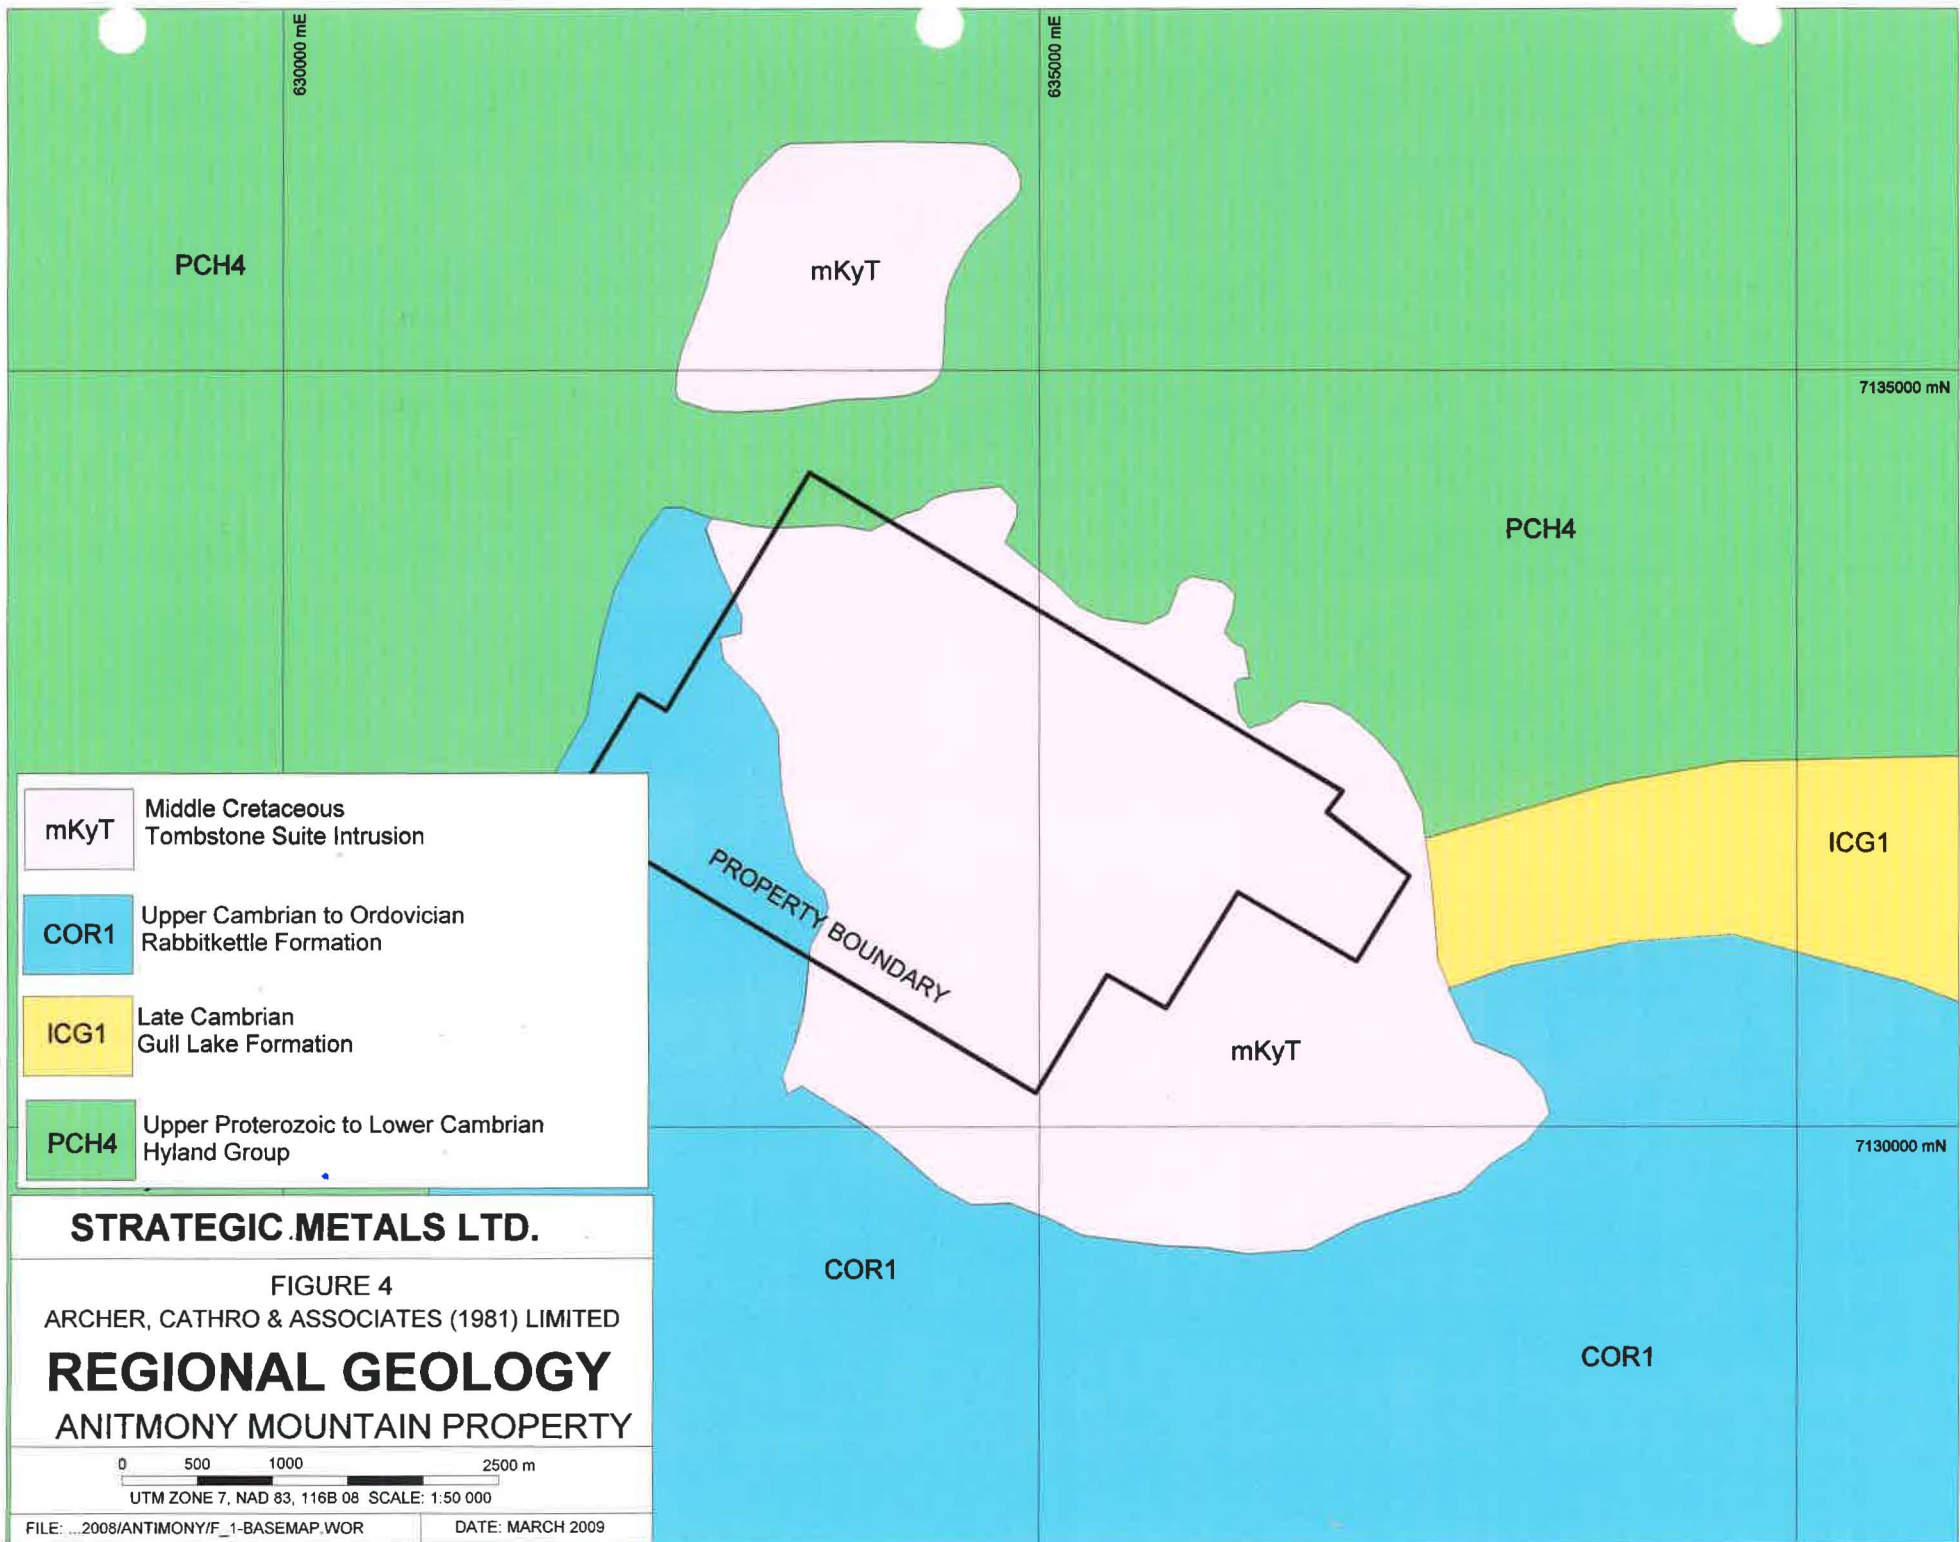 630000 mE
635000 mE
PCH4
mKyT
7135000 mN
PCH4
ICG1
PROPERTY BOUNDARY
mKyT
7130000 mN
COR1
COR1
mKyT
Middle Cretaceous
Tombstone Suite Intrusion
COR1
Upper Cambrian to Ordovician
Rabbitkettle Formation
ICG1
Late Cambrian
Gull Lake Formation
PCH4
Upper Proterozoic to Lower Cambrian
Hyland Group
STRATEGIC METALS LTD.
FIGURE 4
ARCHER, CATHRO & ASSOCIATES (1981) LIMITED
REGIONAL GEOLOGY
ANITMONY MOUNTAIN PROPERTY
0 500 1000 2500 m
UTM ZONE 7, NAD 83, 116B 08 SCALE: 1:50 000
FILE: ...2008/ANTIMONY/F_1-BASEMAP.WOR
DATE: MARCH 2009